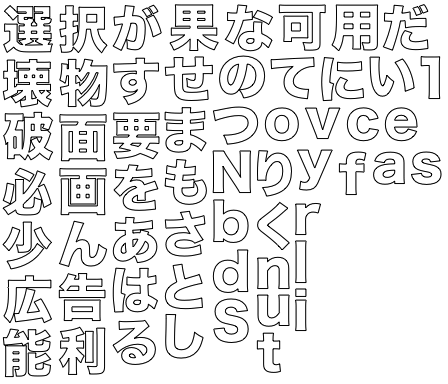 選択が果な可用だ
壊物すせのてにい1
破面要まつovce
必画をもNりyfas
少んあさbくr
広告はとdnl
能利るしsui
t